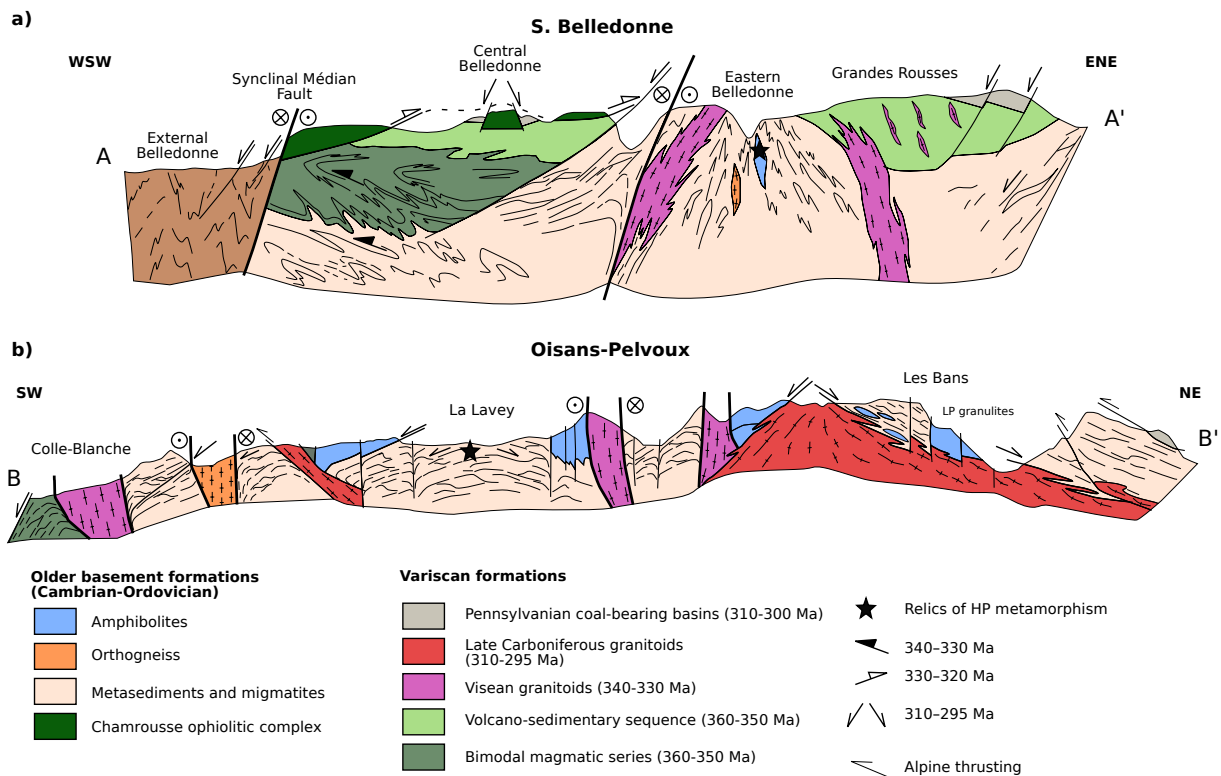 a)
S. Belledonne
WSW
ENE
Central
Belledonne
Synclinal Médian
Fault
Eastern
Belledonne
Grandes Rousses
External
Belledonne
A
A'
b)
Oisans-Pelvoux
SW
NE
Les Bans
La Lavey
LP granulites
Colle-Blanche
B
B'
Older basement formations
(Cambrian-Ordovician)
Amphibolites
Orthogneiss
Metasediments and migmatites
Chamrousse ophiolitic complex
Variscan formations
Pennsylvanian coal-bearing basins (310-300 Ma)
Late Carboniferous granitoids
(310-295 Ma)
Visean granitoids (340-330 Ma)
Volcano-sedimentary sequence (360-350 Ma)
Bimodal magmatic series (360-350 Ma)
Relics of HP metamorphism
340–330 Ma
330–320 Ma
310–295 Ma
Alpine thrusting